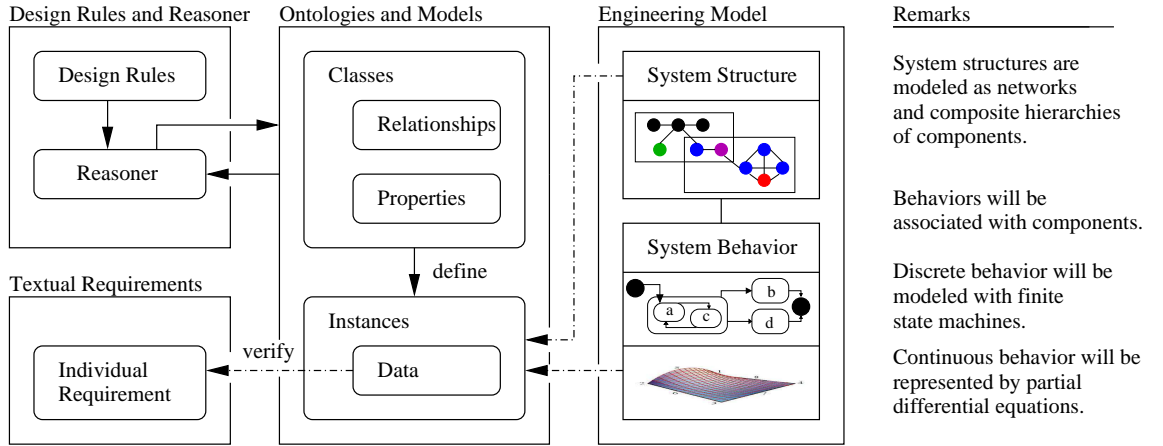 Design Rules and Reasoner
Design Rules
Reasoner
Textual Requirements
Individual
Requirement
verify
Ontologies and Models
Classes
Relationships
Properties
define
Instances
Data
Engineering Model
System Structure
System Behavior
a
c
b
d
Remarks
System structures are
modeled as networks
and composite hierarchies
of components.
Behaviors will be
associated with components.
Discrete behavior will be
modeled with finite
state machines.
Continuous behavior will be
represented by partial
differential equations.